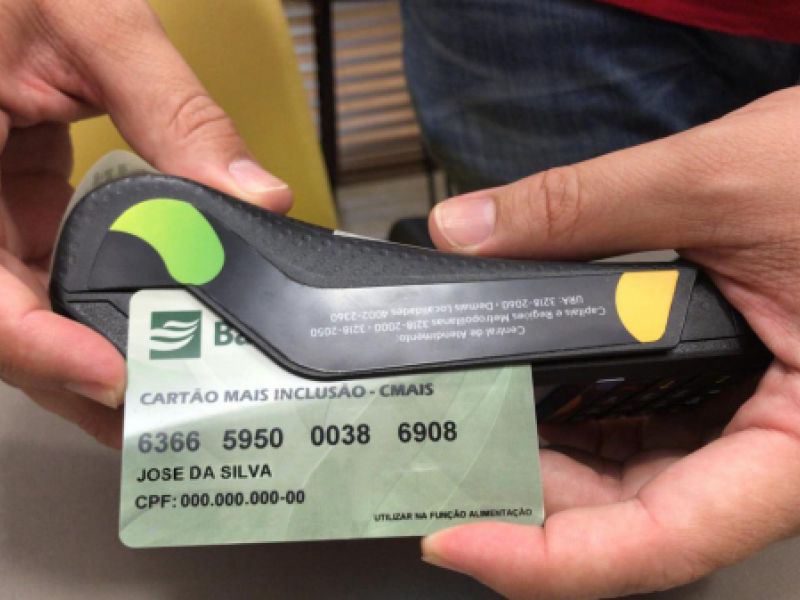 Central de Atendimento:
Capitais e Regiões Metropolitanas 3218-2000 - 3218-2050
URA: 3218-2060 - Demais Localidades 4002-2360
CARTÃO MAIS INCLUSÃO - CMAIS
6366 5950 0038 6908
JOSE DA SILVA
CPF: 000.000.000-00
UTILIZAR NA FUNÇÃO ALIMENTAÇÃO